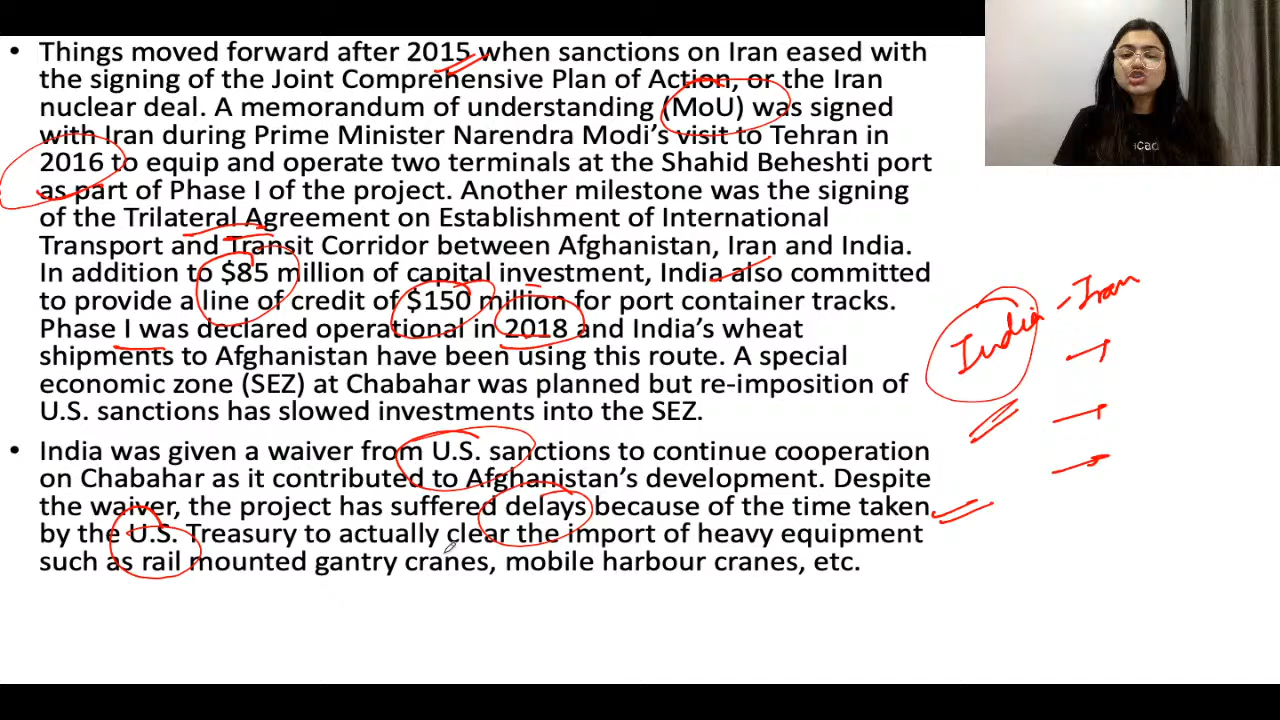 • Things moved forward after 2015 when sanctions on Iran eased with
the signing of the Joint Comprehensive Plan of Action, or the Iran
nuclear deal. A memorandum of understanding (MoU) was signed
with Iran during Prime Minister Narendra Modi's visit to Tehran in
2016 to equip and operate two terminals at the Shahid Beheshti port
as part of Phase I of the project. Another milestone was the signing
of the Trilateral Agreement on Establishment of International
Transport and Transit Corridor between Afghanistan, Iran and India.
In addition to $85 million of capital investment, India also committed
to provide a line of credit of $150 million for port container tracks.
Phase I was declared operational in 2018 and India's wheat
shipments to Afghanistan have been using this route. A special
economic zone (SEZ) at Chabahar was planned but re-imposition of
U.S. sanctions has slowed investments into the SEZ.
• India was given a waiver from U.S. sanctions to continue cooperation
on Chabahar as it contributed to Afghanistan's development. Despite
the waiver, the project has suffered delays because of the time taken
by the U.S. Treasury to actually clear the import of heavy equipment
such as rail mounted gantry cranes, mobile harbour cranes, etc.
India - Iran